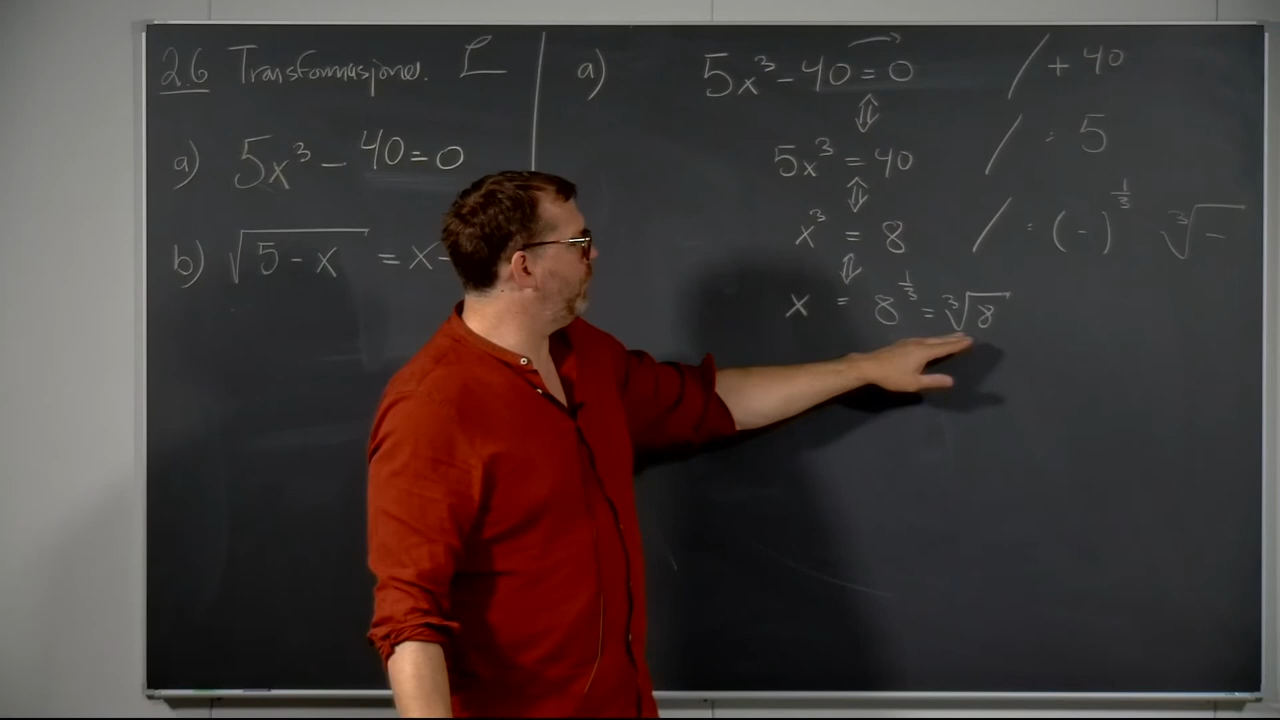 2.6 Transformasjoner. L
a) 5x³ - 40 = 0
b) √(5 - x) = x -
a) 5x³ - 40 = 0 / + 40
⇕
5x³ = 40 / : 5
⇕
x³ = 8 / : (-)^(1/3) ∛-
⇕
x = 8^(1/3) = ∛8